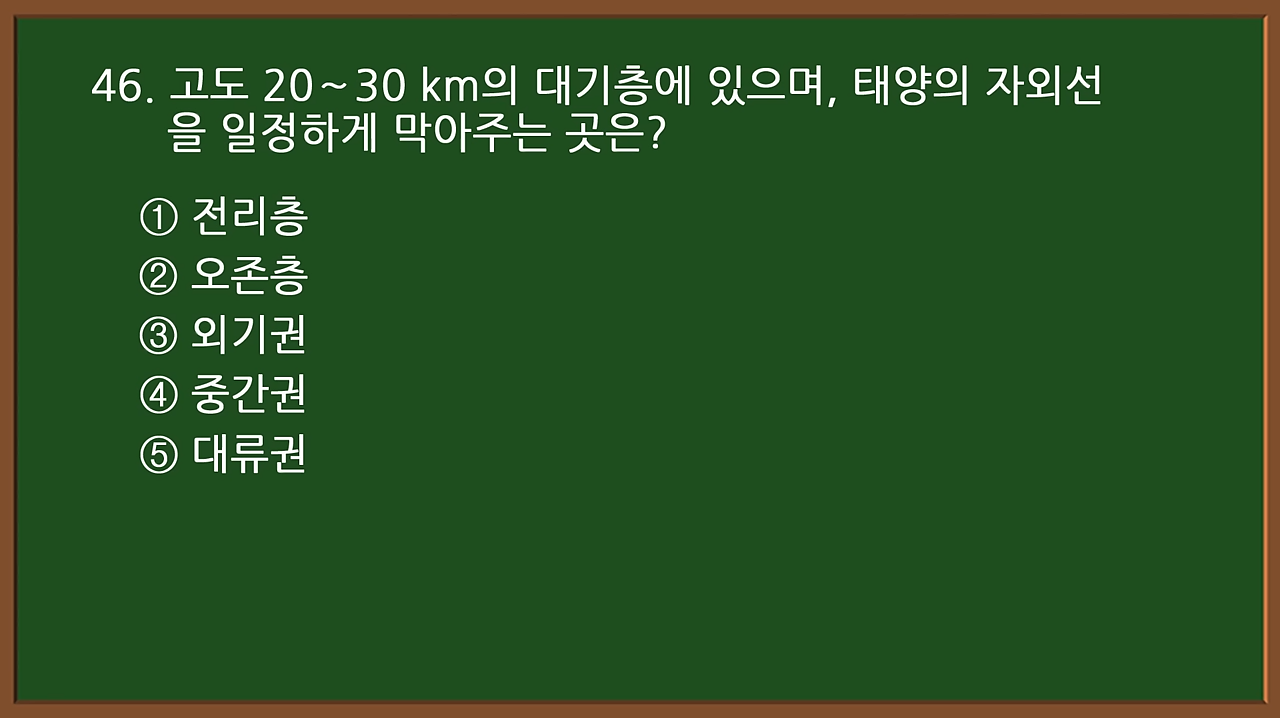 46. 고도 20～30 km의 대기층에 있으며, 태양의 자외선
을 일정하게 막아주는 곳은?
① 전리층
② 오존층
③ 외기권
④ 중간권
⑤ 대류권